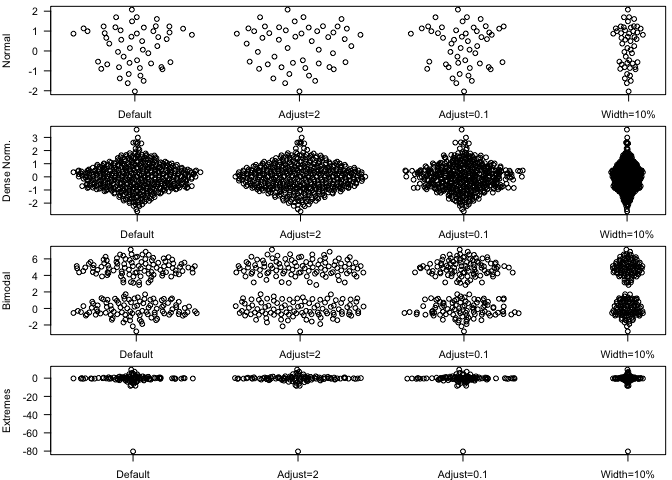 Normal
2
1
0
-1
-2
Default Adjust=2 Adjust=0.1 Width=10%
Dense Norm.
3
2
1
0
-1
-2
Default Adjust=2 Adjust=0.1 Width=10%
Bimodal
6
4
2
0
-2
Default Adjust=2 Adjust=0.1 Width=10%
Extremes
0
-20
-40
-60
-80
Default Adjust=2 Adjust=0.1 Width=10%